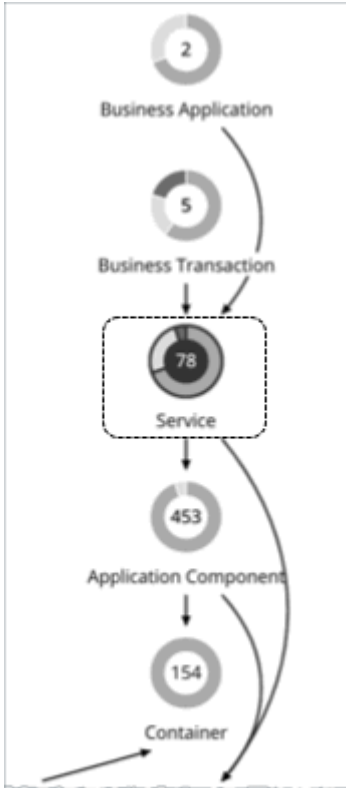 2
Business Application
5
Business Transaction
78
Service
453
Application Component
154
Container